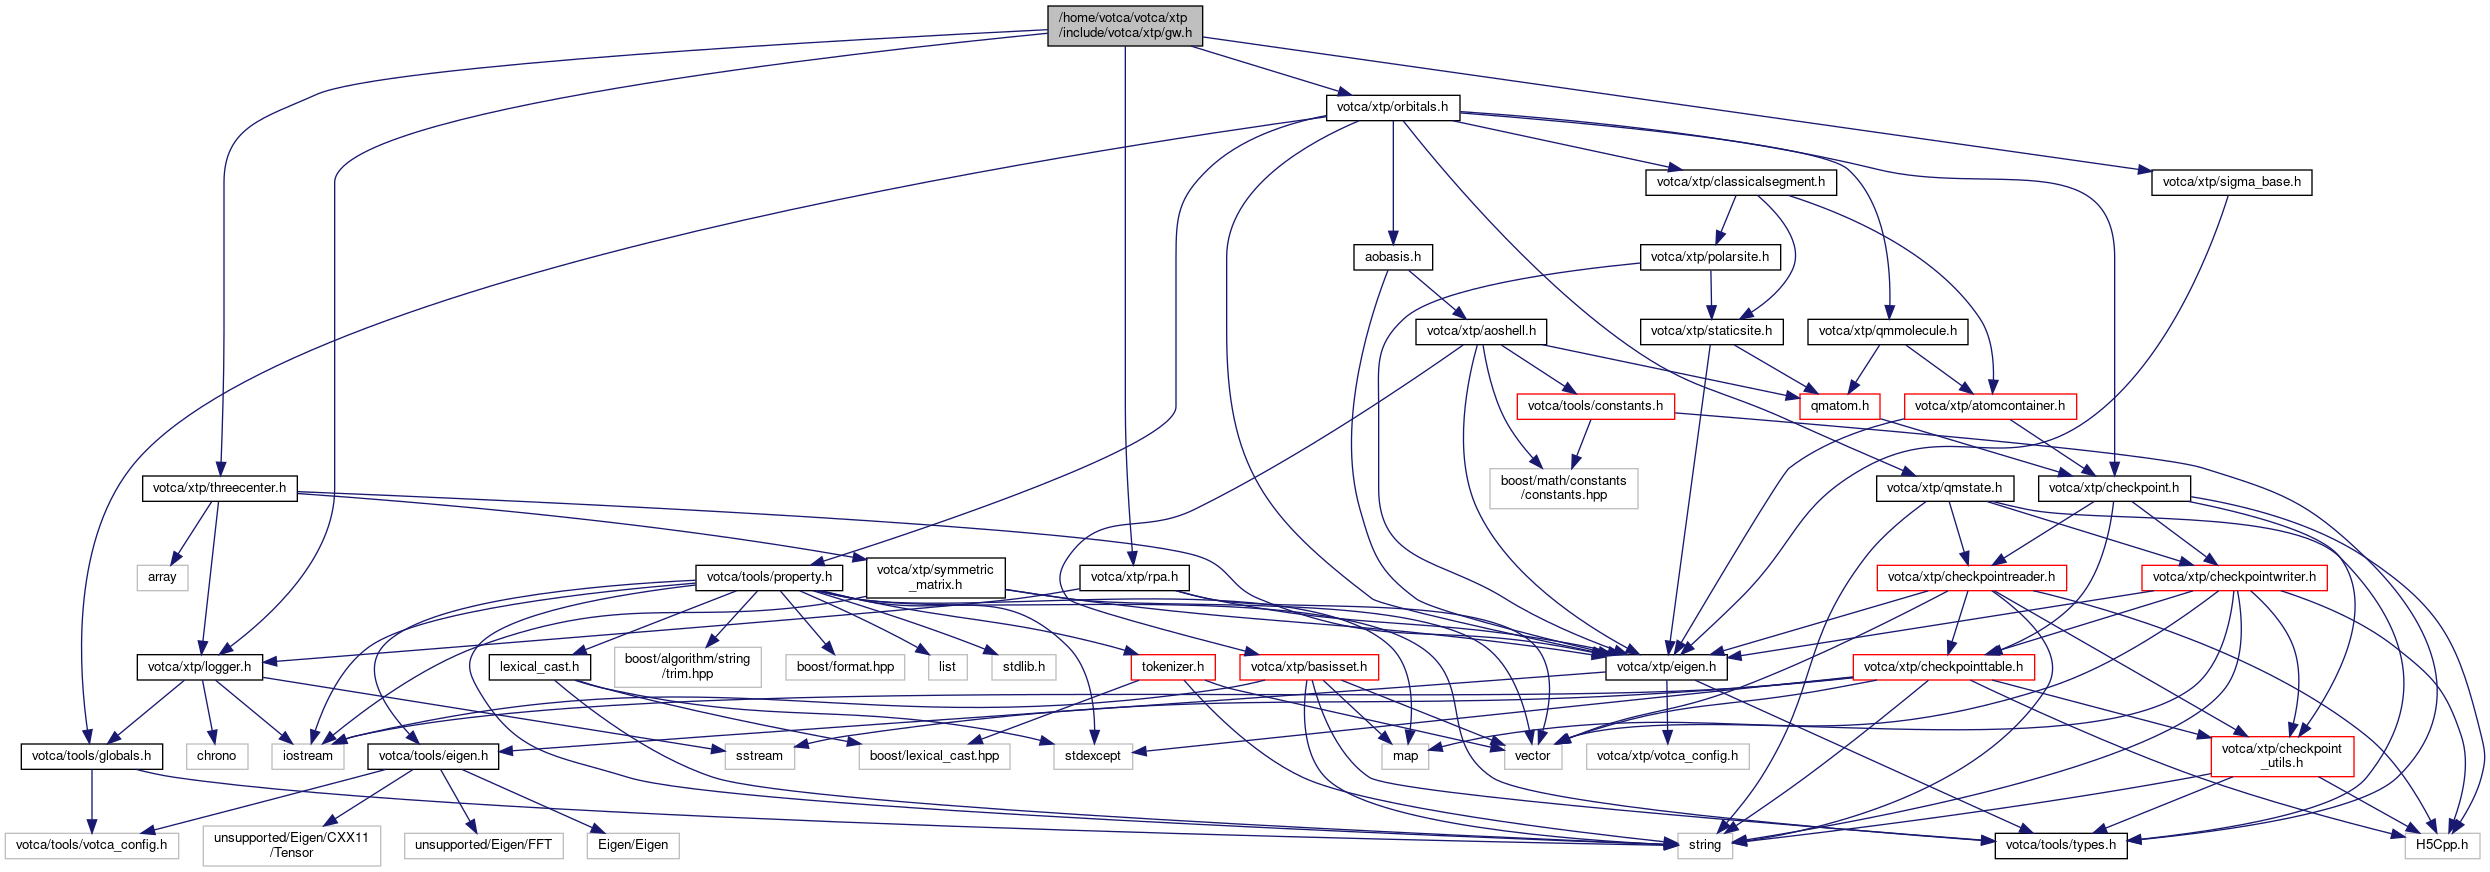 /home/votca/votca/xtp
/include/votca/xtp/gw.h
votca/xtp/orbitals.h
votca/xtp/classicalsegment.h
votca/xtp/sigma_base.h
aobasis.h
votca/xtp/polarsite.h
votca/xtp/aoshell.h
votca/xtp/staticsite.h
votca/xtp/qmmolecule.h
votca/tools/constants.h
qmatom.h
votca/xtp/atomcontainer.h
votca/xtp/threecenter.h
boost/math/constants
/constants.hpp
votca/xtp/qmstate.h
votca/xtp/checkpoint.h
array
votca/tools/property.h
votca/xtp/symmetric
_matrix.h
votca/xtp/rpa.h
votca/xtp/checkpointreader.h
votca/xtp/checkpointwriter.h
votca/xtp/logger.h
lexical_cast.h
boost/algorithm/string
/trim.hpp
boost/format.hpp
list
stdlib.h
tokenizer.h
votca/xtp/basisset.h
votca/xtp/eigen.h
votca/xtp/checkpointtable.h
votca/tools/globals.h
chrono
iostream
votca/tools/eigen.h
sstream
boost/lexical_cast.hpp
stdexcept
map
vector
votca/xtp/votca_config.h
votca/xtp/checkpoint
_utils.h
votca/tools/votca_config.h
unsupported/Eigen/CXX11
/Tensor
unsupported/Eigen/FFT
Eigen/Eigen
string
votca/tools/types.h
H5Cpp.h